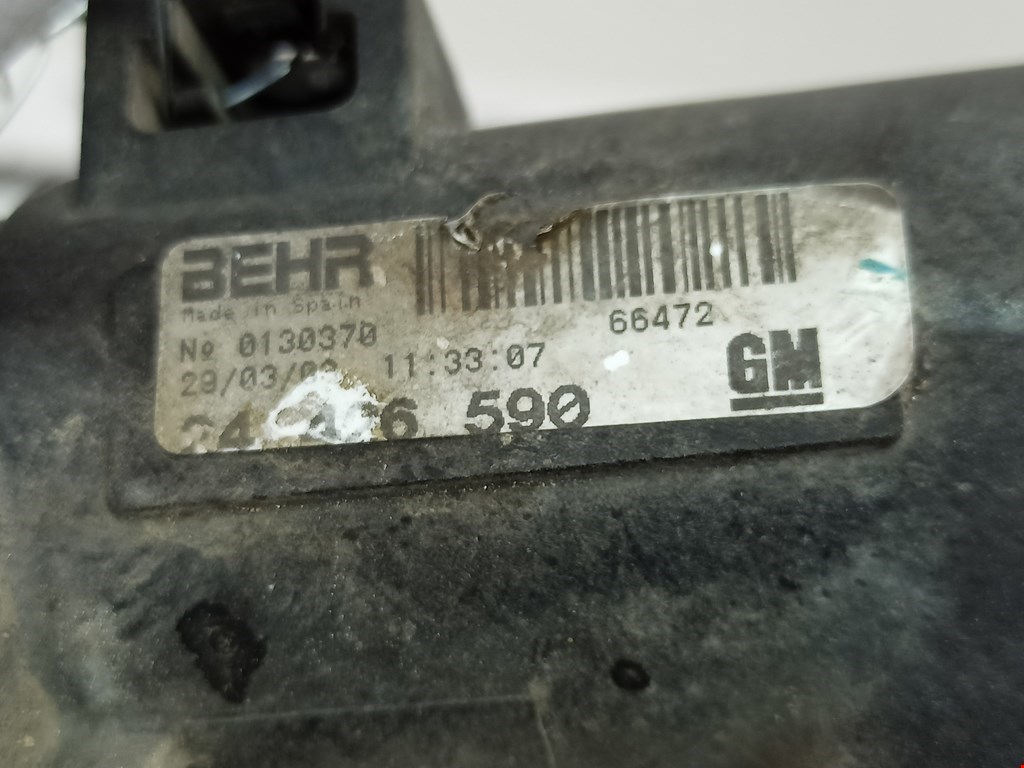 BEHR
Made in Spain
66472
Nº 0130370
11:33:07
GM
590